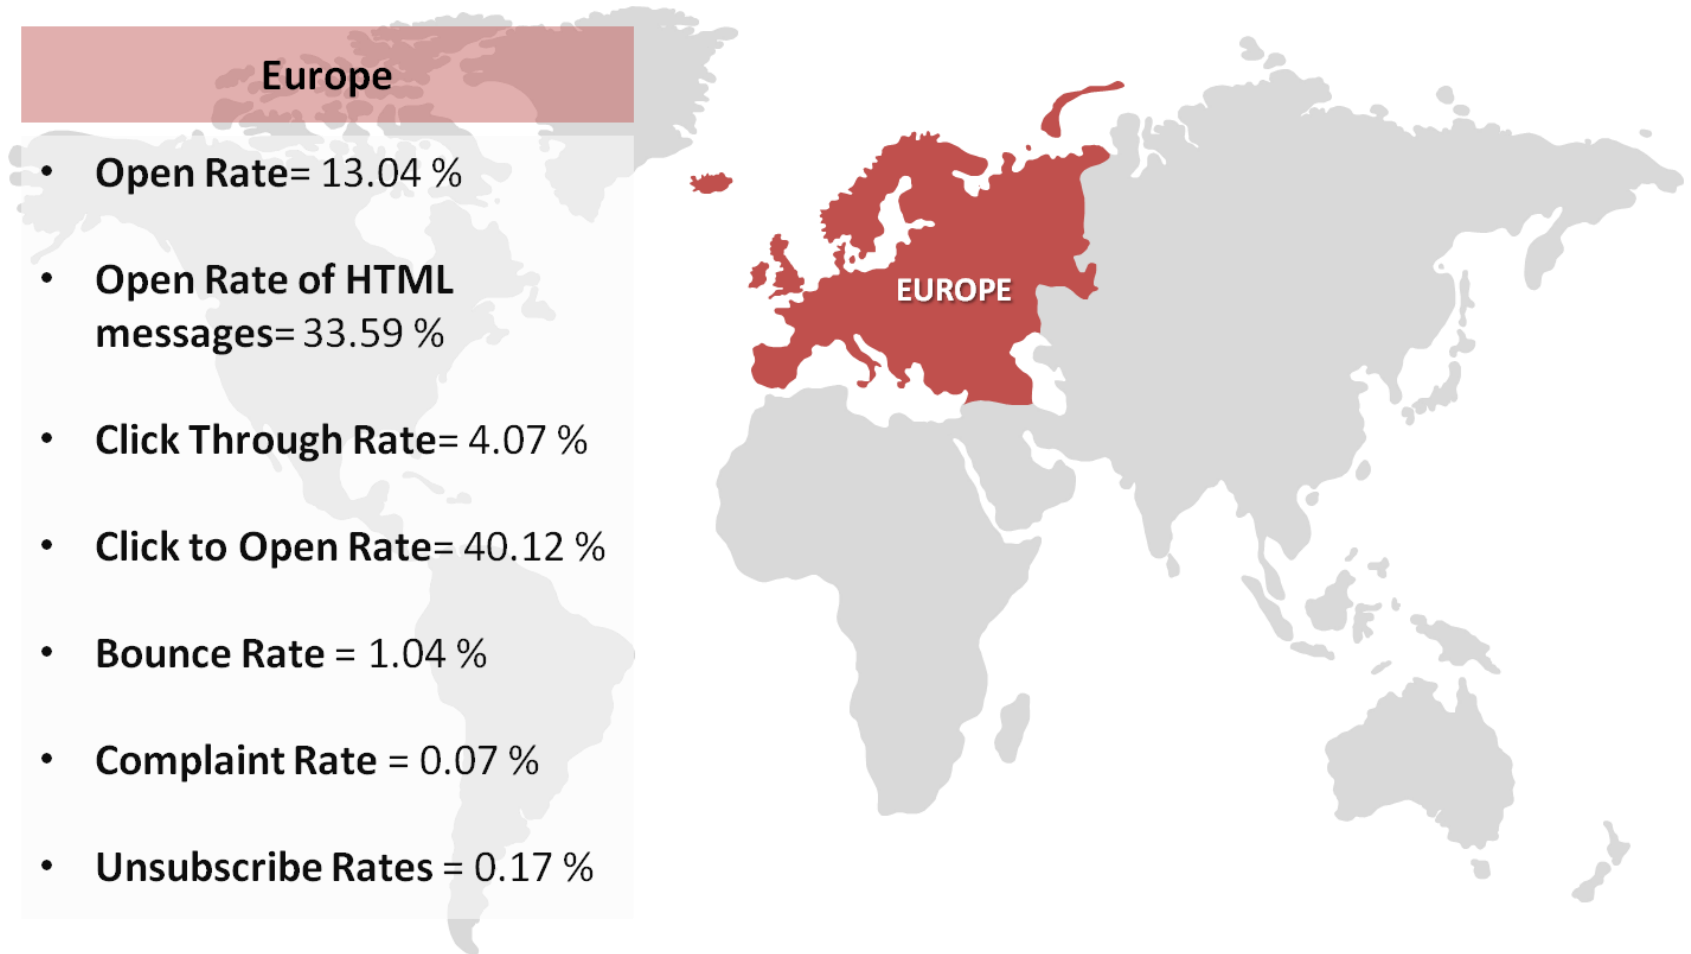 Europe
• Open Rate= 13.04 %
• Open Rate of HTML
messages= 33.59 %
• Click Through Rate= 4.07 %
• Click to Open Rate= 40.12 %
• Bounce Rate = 1.04 %
• Complaint Rate = 0.07 %
• Unsubscribe Rates = 0.17 %
EUROPE